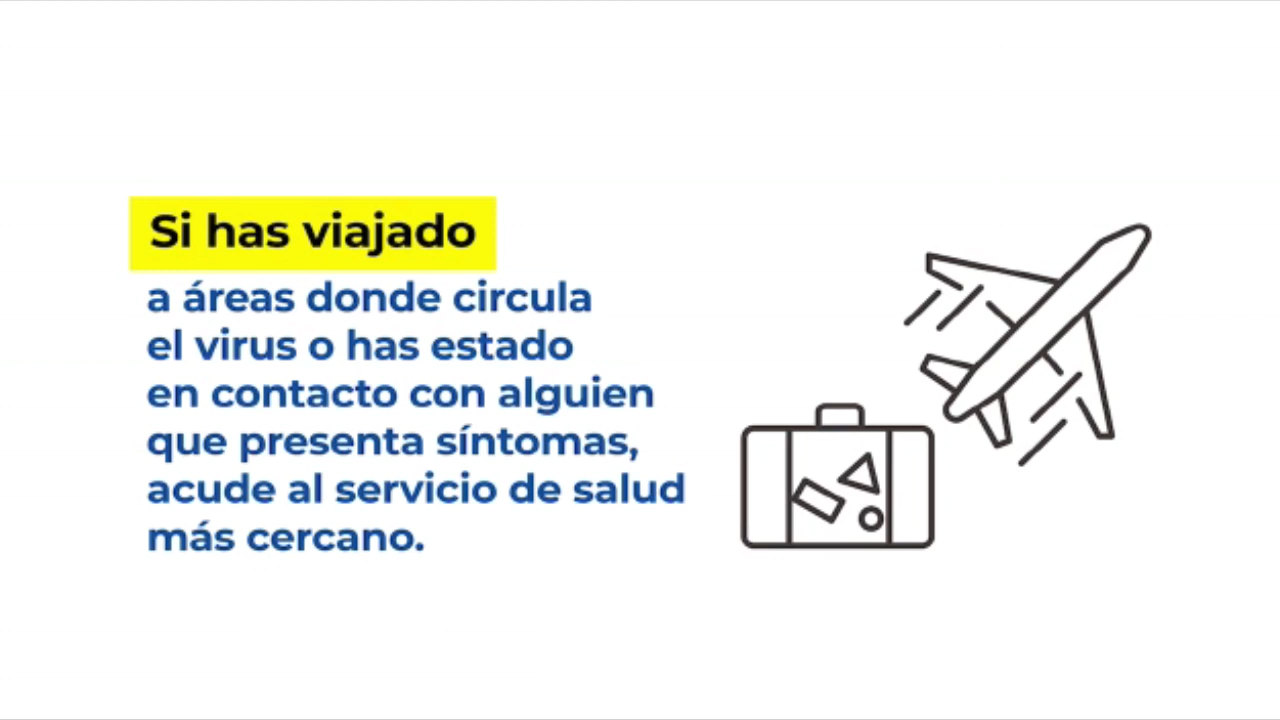 Si has viajado
a áreas donde circula
el virus o has estado
en contacto con alguien
que presenta síntomas,
acude al servicio de salud
más cercano.